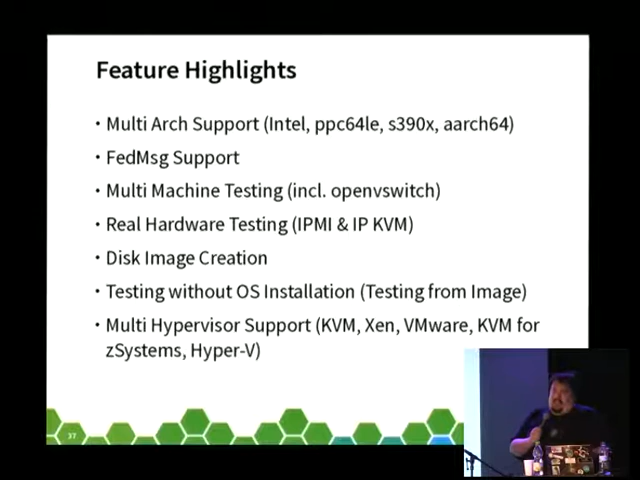 Feature Highlights
• Multi Arch Support (Intel, ppc64le, s390x, aarch64)
• FedMsg Support
• Multi Machine Testing (incl. openvswitch)
• Real Hardware Testing (IPMI & IP KVM)
• Disk Image Creation
• Testing without OS Installation (Testing from Image)
• Multi Hypervisor Support (KVM, Xen, VMware, KVM for
zSystems, Hyper-V)
37